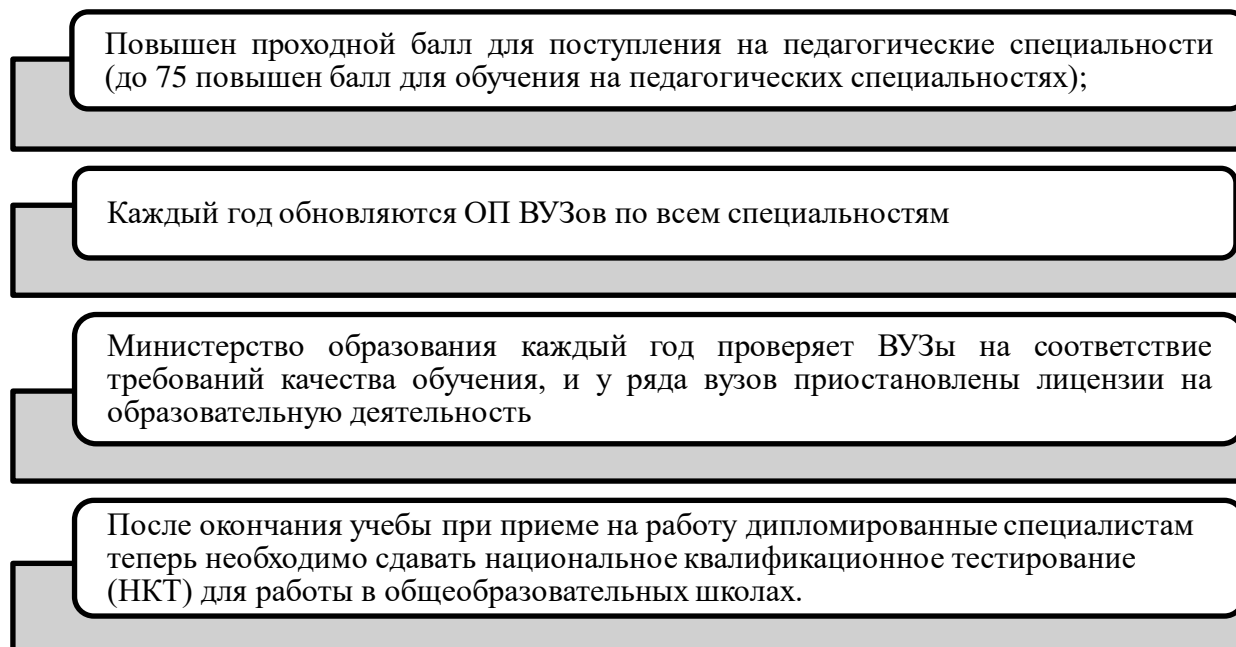 Повышен проходной балл для поступления на педагогические специальности
(до 75 повышен балл для обучения на педагогических специальностях);
Каждый год обновляются ОП ВУЗов по всем специальностям
Министерство образования каждый год проверяет ВУЗы на соответствие
требований качества обучения, и у ряда вузов приостановлены лицензии на
образовательную деятельность
После окончания учебы при приеме на работу дипломированные специалистам
теперь необходимо сдавать национальное квалификационное тестирование
(НКТ) для работы в общеобразовательных школах.